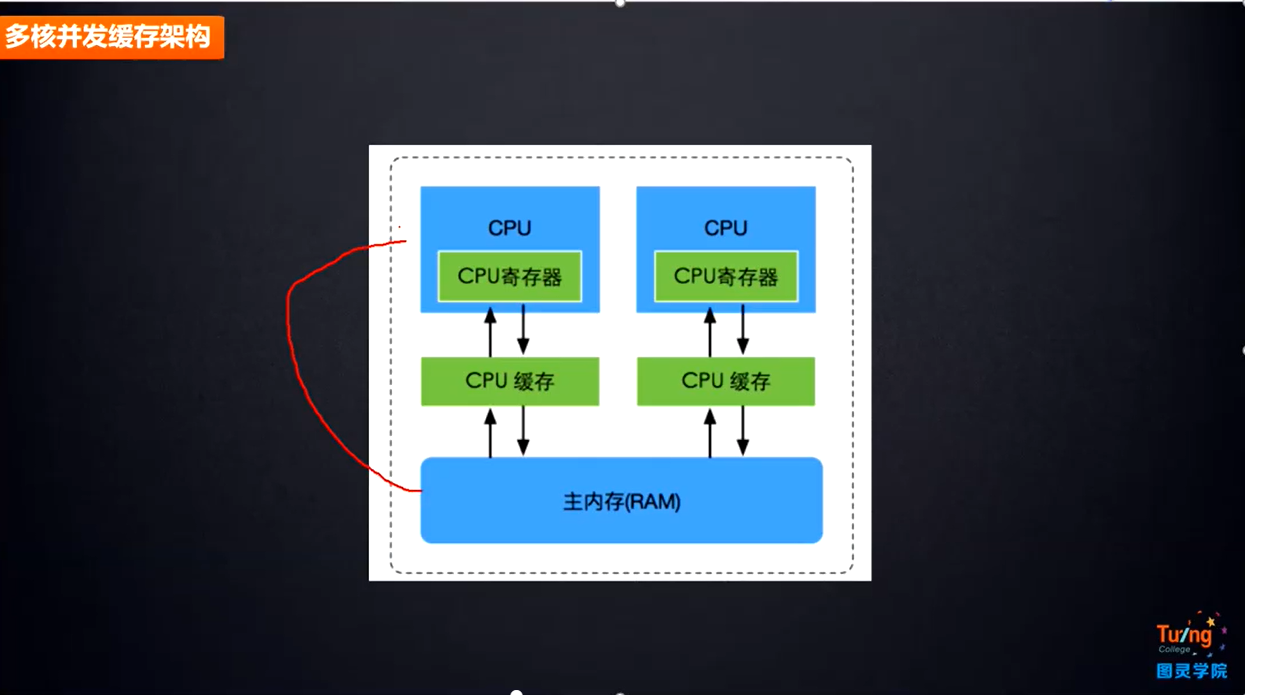 多核并发缓存架构
CPU
CPU
CPU寄存器
CPU寄存器
CPU 缓存
CPU 缓存
主内存(RAM)
Turing
College
图灵学院